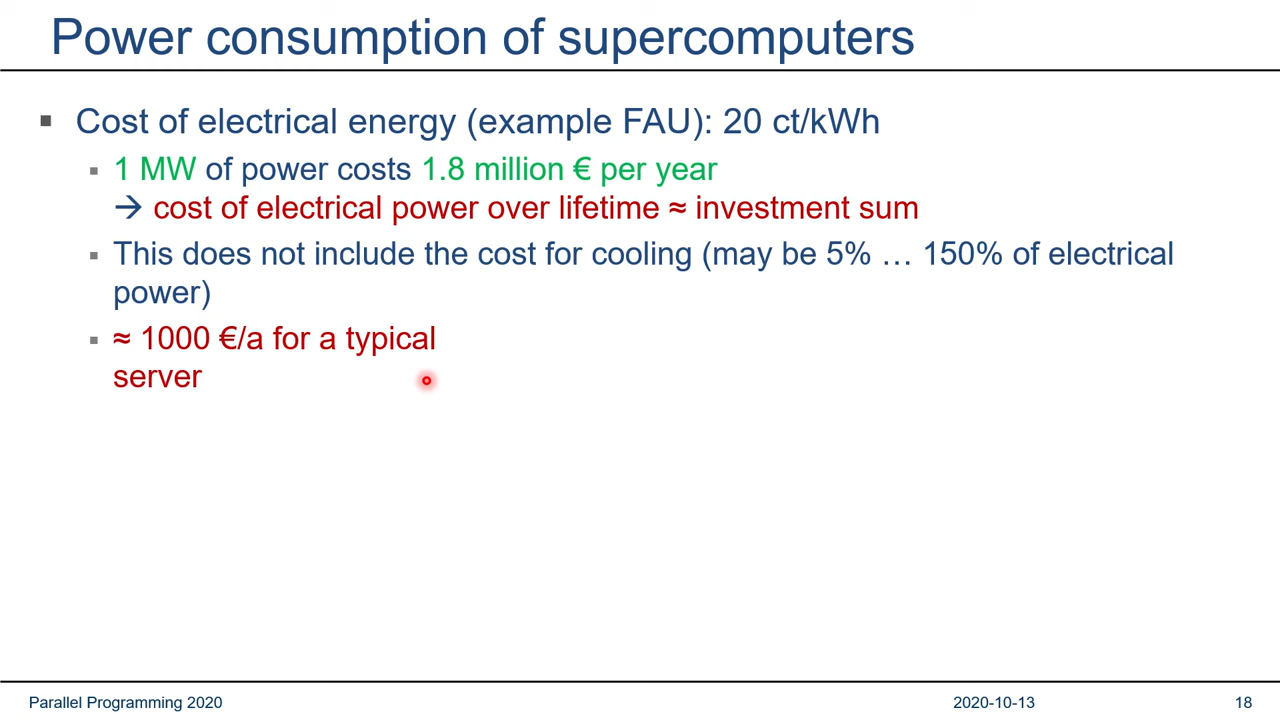 Power consumption of supercomputers
▪ Cost of electrical energy (example FAU): 20 ct/kWh
▪ 1 MW of power costs 1.8 million € per year
→ cost of electrical power over lifetime ≈ investment sum
▪ This does not include the cost for cooling (may be 5% … 150% of electrical
power)
▪ ≈ 1000 €/a for a typical
server
Parallel Programming 2020 2020-10-13 18